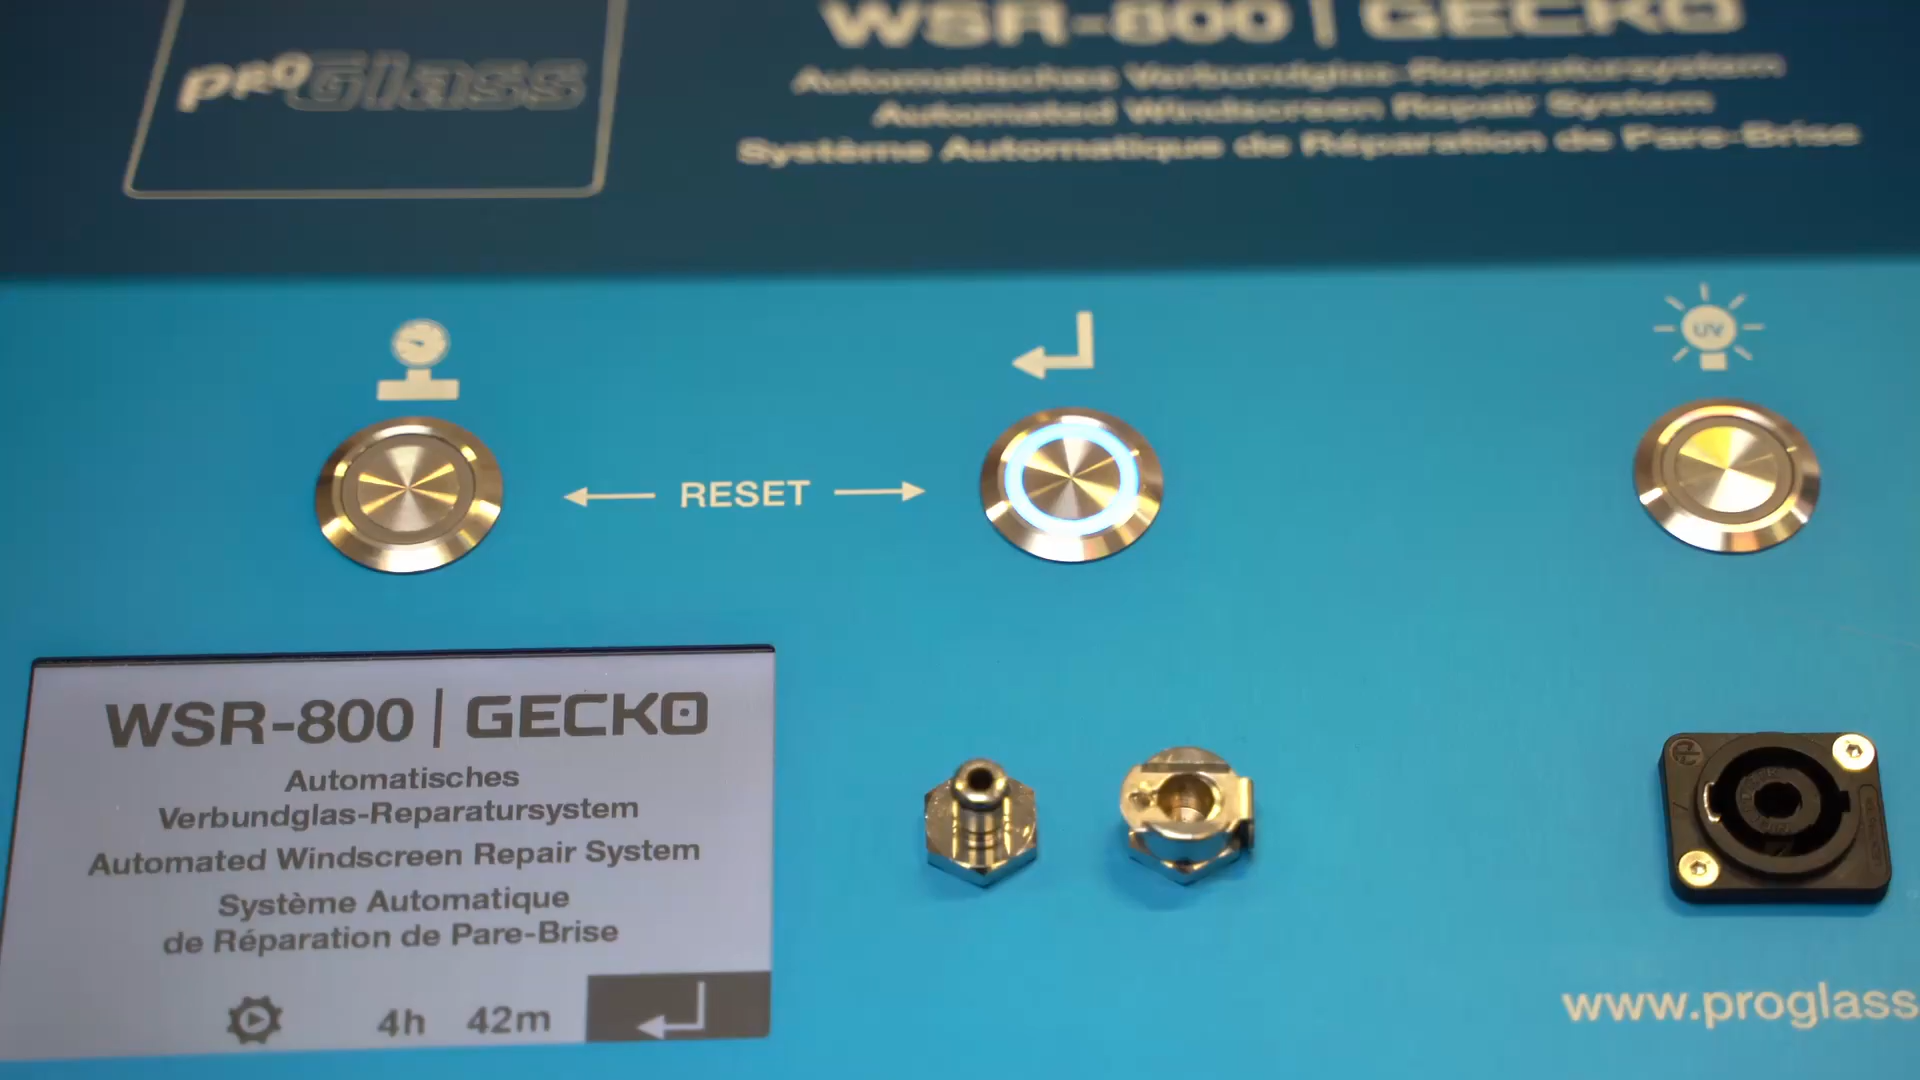 proGlass
WSR-800 | GECKO
Automatisches Verbundglas-Reparatursystem
Automated Windscreen Repair System
Système Automatique de Réparation de Pare-Brise
UV
RESET
WSR-800 | GECKO
Automatisches
Verbundglas-Reparatursystem
Automated Windscreen Repair System
Système Automatique
de Réparation de Pare-Brise
4h 42m
www.proglass